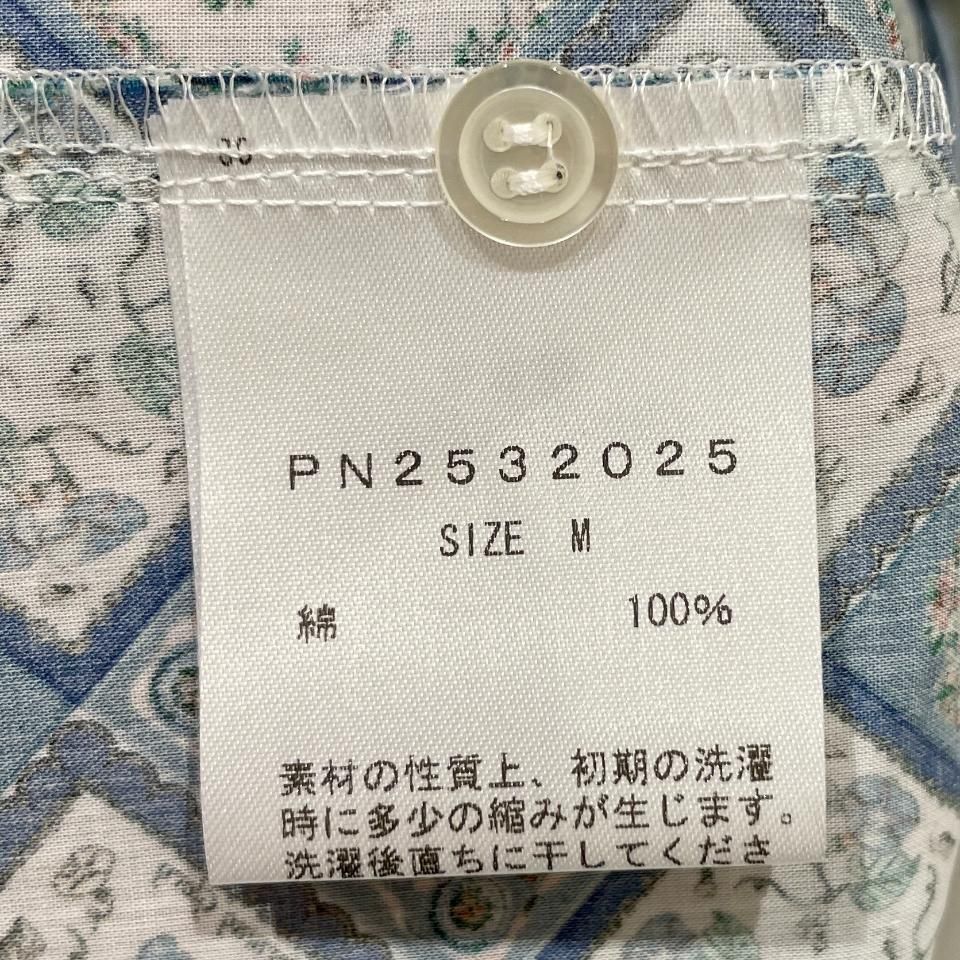 PN2532025
SIZE M
綿 100%
素材の性質上、初期の洗濯
時に多少の縮みが生じます。
洗濯後直ちに干してくださ